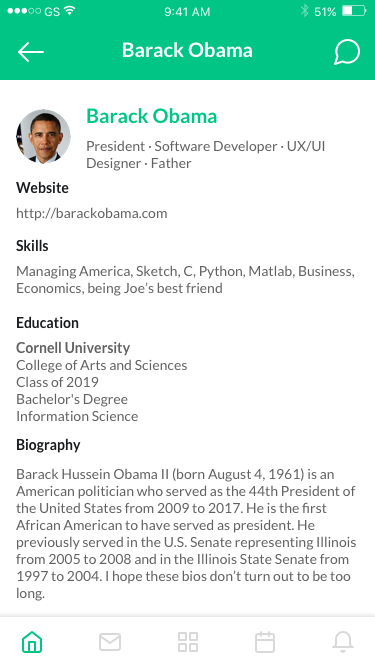 GS 9:41 AM 51%
Barack Obama
Barack Obama
President · Software Developer · UX/UI
Designer · Father
Website
http://barackobama.com
Skills
Managing America, Sketch, C, Python, Matlab, Business,
Economics, being Joe’s best friend
Education
Cornell University
College of Arts and Sciences
Class of 2019
Bachelor's Degree
Information Science
Biography
Barack Hussein Obama II (born August 4, 1961) is an
American politician who served as the 44th President of
the United States from 2009 to 2017. He is the first
African American to have served as president. He
previously served in the U.S. Senate representing Illinois
from 2005 to 2008 and in the Illinois State Senate from
1997 to 2004. I hope these bios don’t turn out to be too
long.